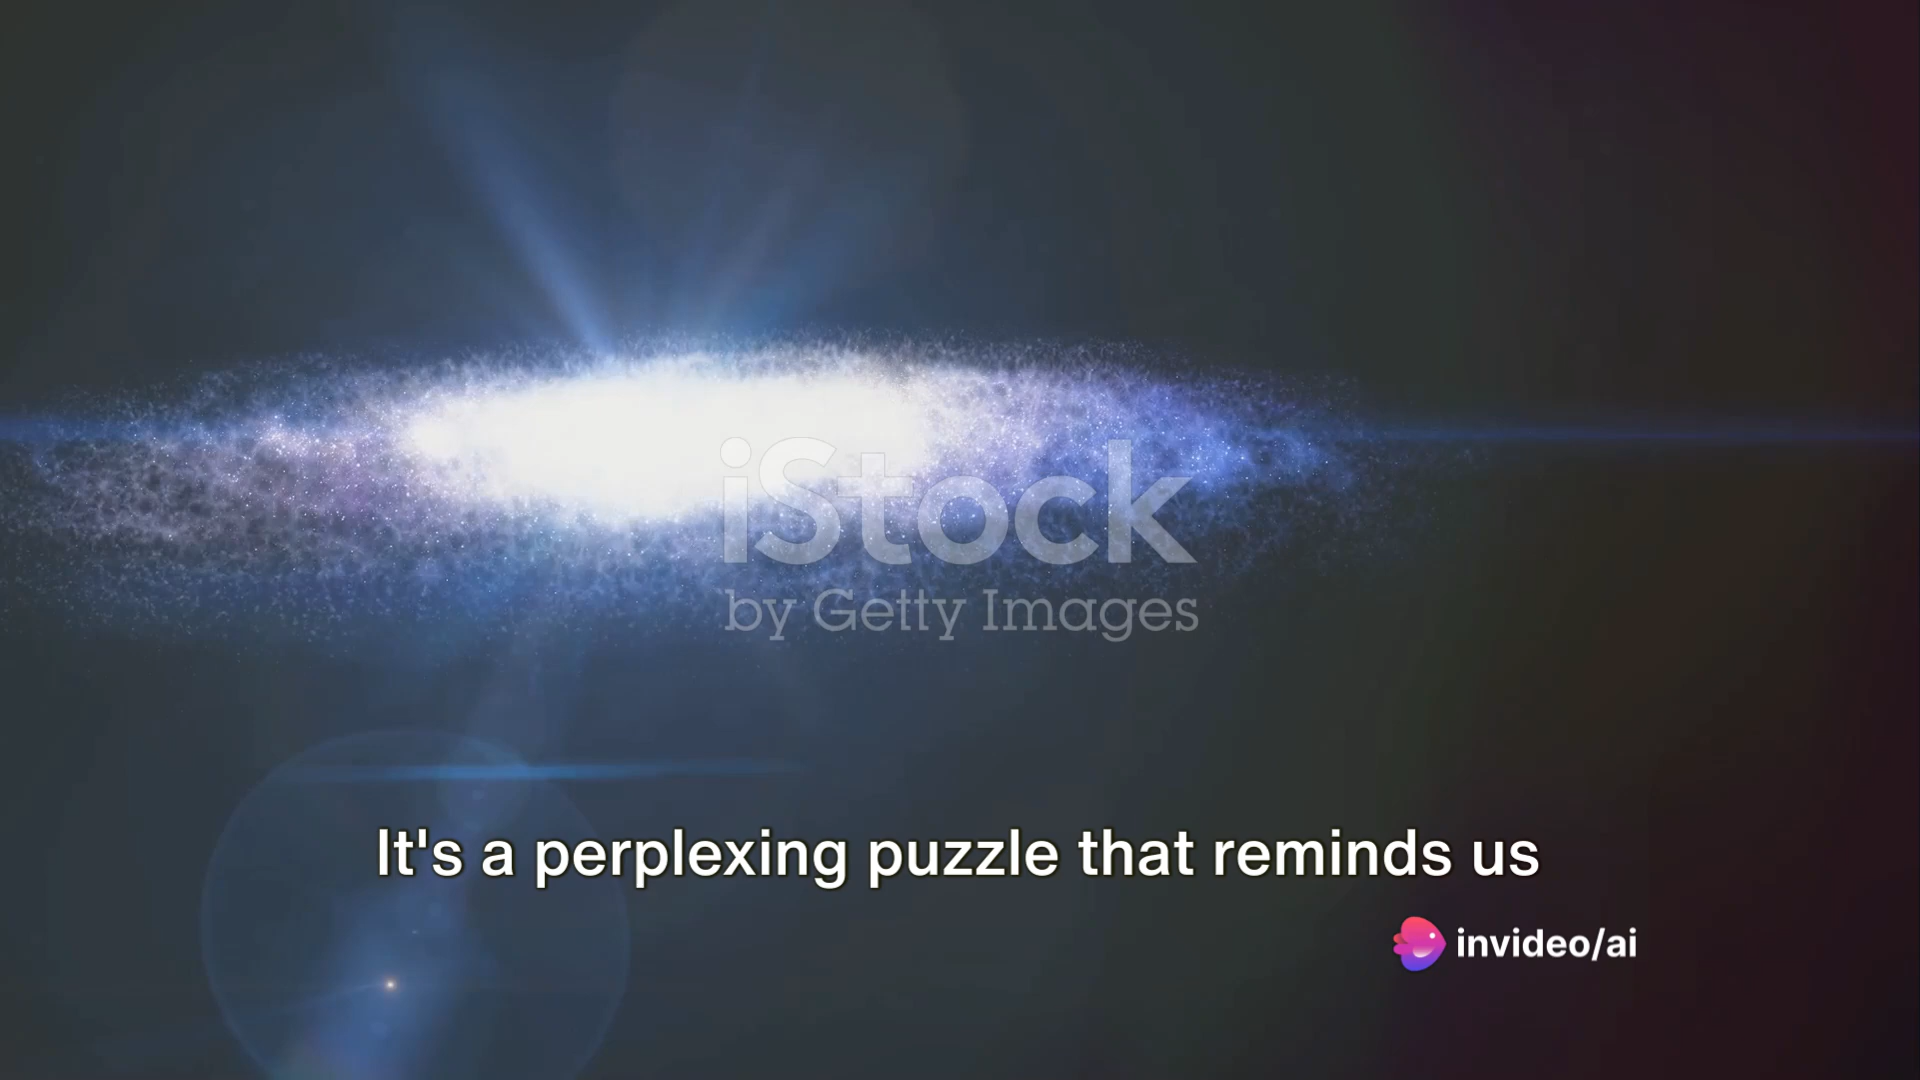 iStock
by Getty Images
It's a perplexing puzzle that reminds us
invideo/ai